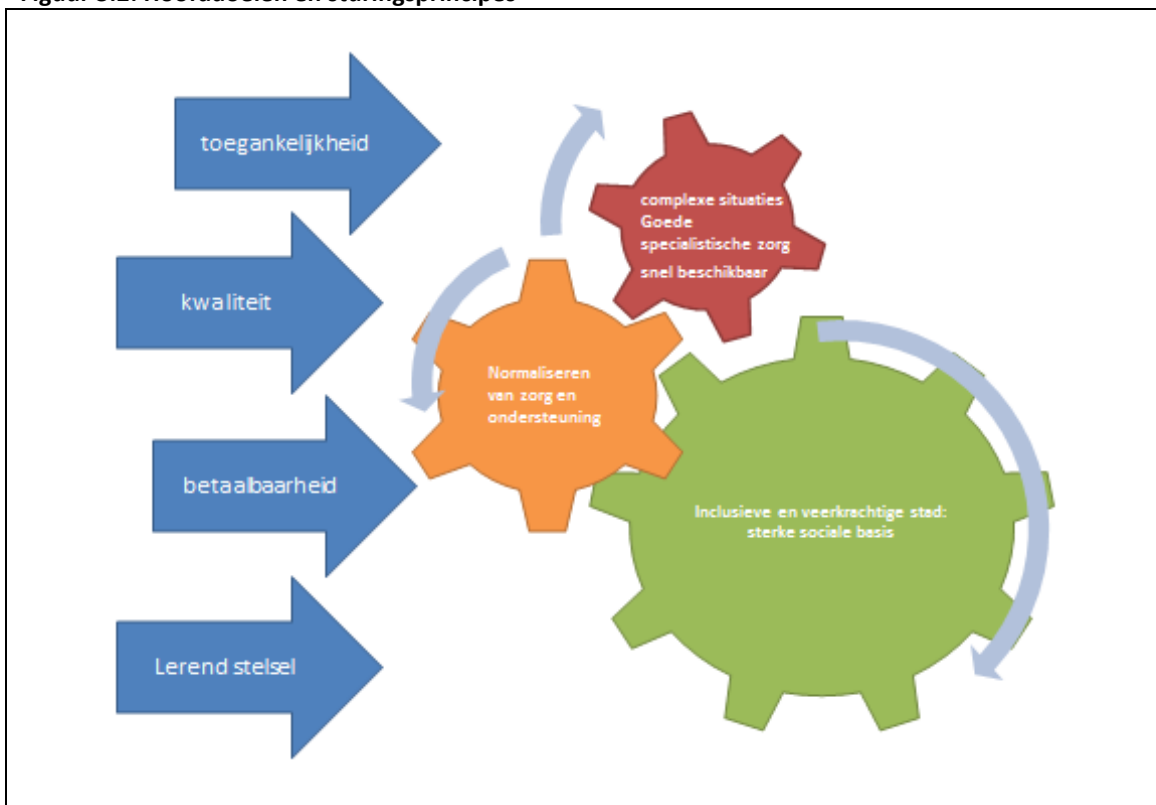 toegankelijkheid
kwaliteit
betaalbaarheid
Lerend stelsel
complexe situaties
Goede
specialistische zorg
snel beschikbaar
Normaliseren
van zorg en
ondersteuning
Inclusieve en veerkrachtige stad:
sterke sociale basis